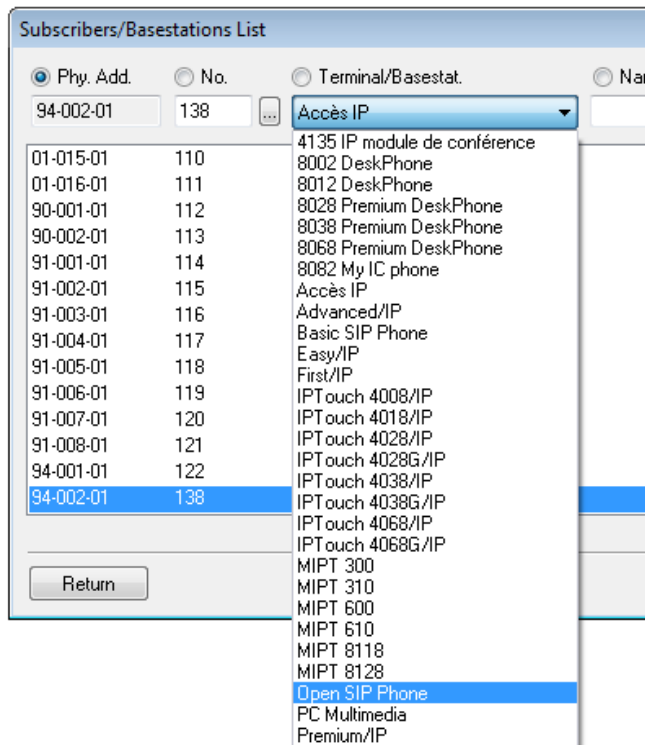 Subscribers/Basestations List
Phy. Add. No. Terminal/Basestat.
94-002-01 138 ... Accès IP
4135 IP module de conférence
8002 DeskPhone
8012 DeskPhone
8028 Premium DeskPhone
8038 Premium DeskPhone
8068 Premium DeskPhone
8082 My IC phone
Accès IP
Advanced/IP
Basic SIP Phone
Easy/IP
First/IP
IPTouch 4008/IP
IPTouch 4018/IP
IPTouch 4028/IP
IPTouch 4028G/IP
IPTouch 4038/IP
IPTouch 4038G/IP
IPTouch 4068/IP
IPTouch 4068G/IP
MIPT 300
MIPT 310
MIPT 600
MIPT 610
MIPT 8118
MIPT 8128
Open SIP Phone
PC Multimedia
Premium/IP
01-015-01 110
01-016-01 111
90-001-01 112
90-002-01 113
91-001-01 114
91-002-01 115
91-003-01 116
91-004-01 117
91-005-01 118
91-006-01 119
91-007-01 120
91-008-01 121
94-001-01 122
94-002-01 138
Return